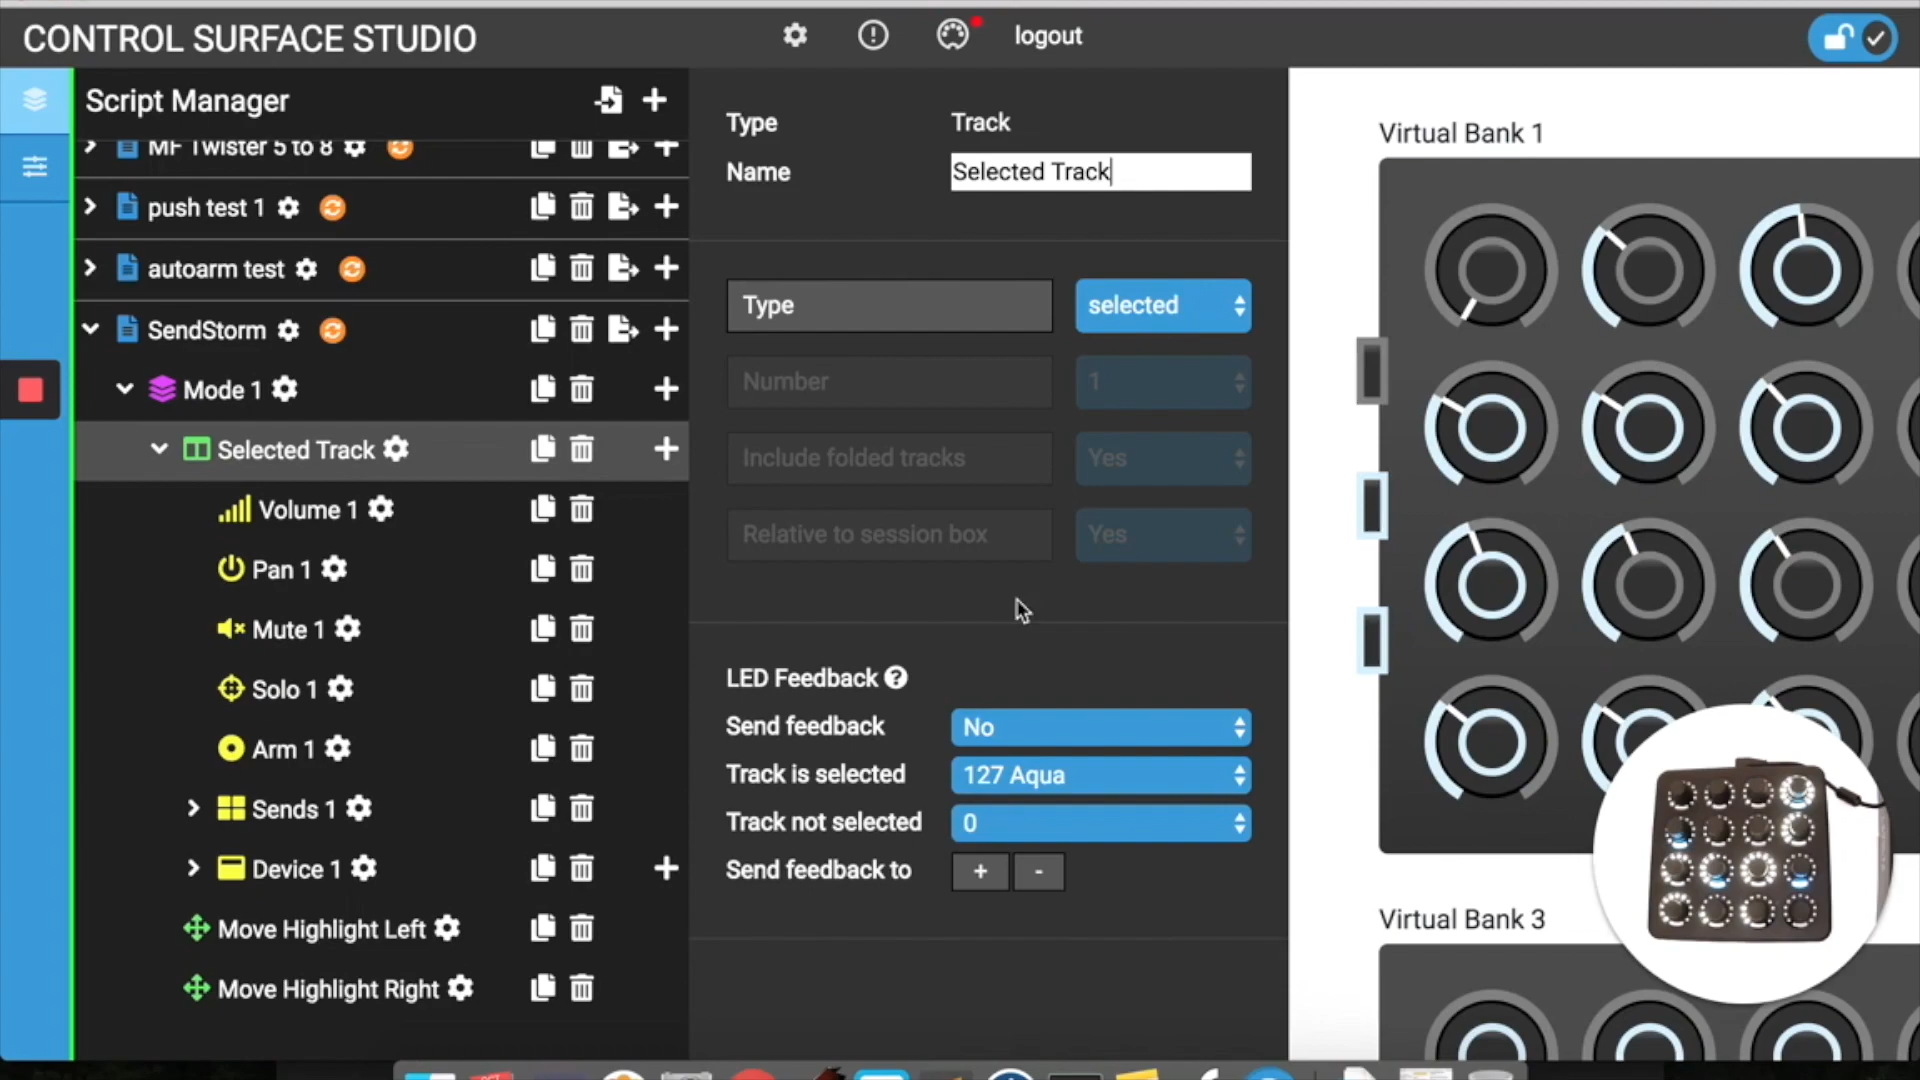 CONTROL SURFACE STUDIO
logout
Script Manager
MF Twister 5 to 8
push test 1
autoarm test
SendStorm
Mode 1
Selected Track
Volume 1
Pan 1
Mute 1
Solo 1
Arm 1
Sends 1
Device 1
Move Highlight Left
Move Highlight Right
Type Track
Name Selected Track
Type selected
Number 1
Include folded tracks Yes
Relative to session box Yes
LED Feedback ?
Send feedback No
Track is selected 127 Aqua
Track not selected 0
Send feedback to + -
Virtual Bank 1
Virtual Bank 3